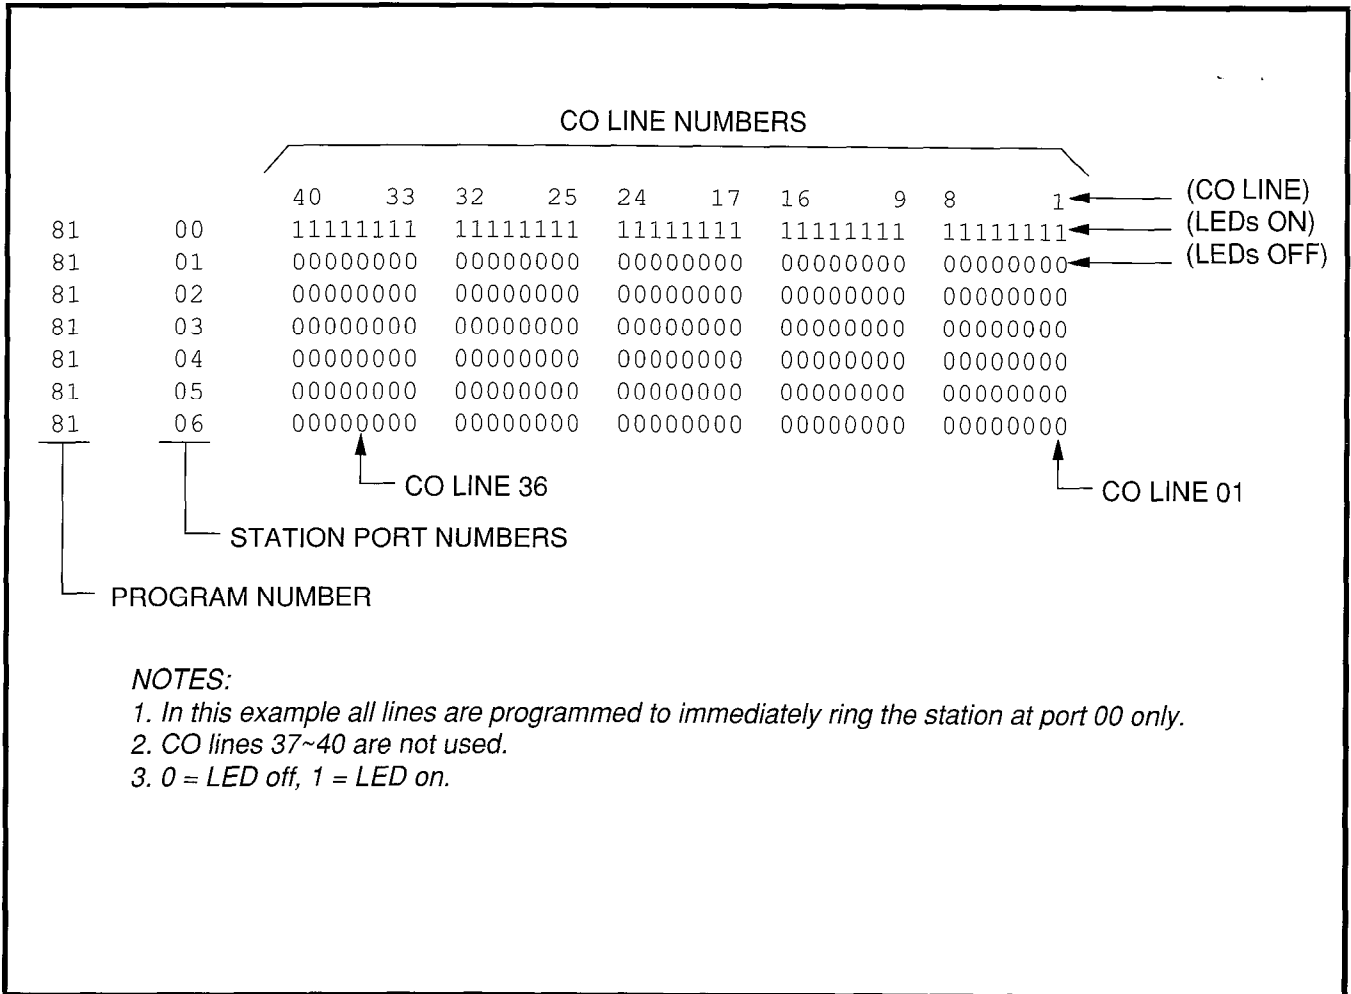 CO LINE NUMBERS
40 33 32 25 24 17 16 9 8 1 (CO LINE)
81 00 11111111 11111111 11111111 11111111 11111111 (LEDs ON)
81 01 00000000 00000000 00000000 00000000 00000000 (LEDs OFF)
81 02 00000000 00000000 00000000 00000000 00000000
81 03 00000000 00000000 00000000 00000000 00000000
81 04 00000000 00000000 00000000 00000000 00000000
81 05 00000000 00000000 00000000 00000000 00000000
81 06 00000000 00000000 00000000 00000000 00000000
CO LINE 36 CO LINE 01
STATION PORT NUMBERS
PROGRAM NUMBER
NOTES:
1. In this example all lines are programmed to immediately ring the station at port 00 only.
2. CO lines 37~40 are not used.
3. 0 = LED off, 1 = LED on.